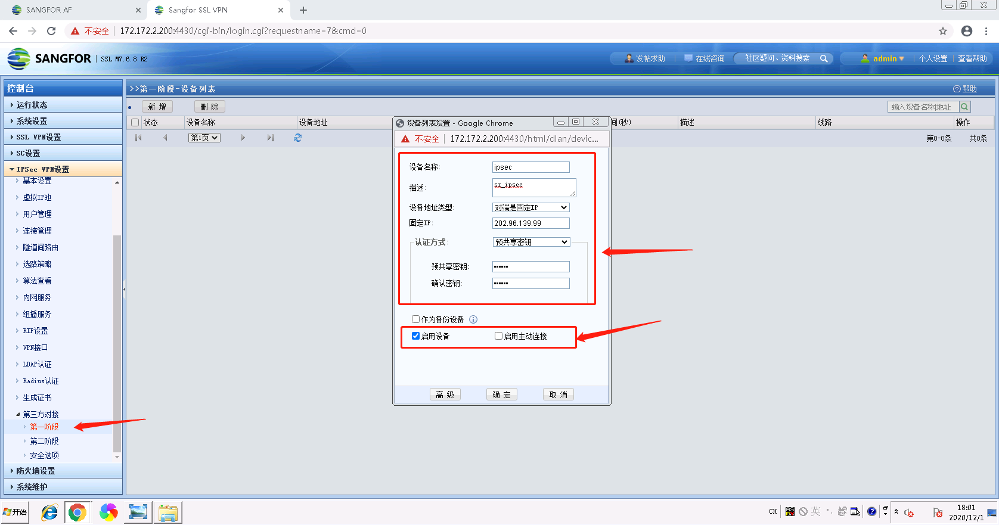 SANGFOR AF
Sangfor SSL VPN
不安全
172.172.2.200:4430/cgi-bin/login.cgi?requestname=7&cmd=0
SANGFOR
SSL M7.6.8 R2
发帖求助
在线咨询
社区疑问、资料搜索
admin
个人设置
查看帮助
控制台
>>第一阶段-设备列表
帮助
运行状态
系统设置
SSL VPN设置
SC设置
IPSec VPN设置
基本设置
虚拟IP池
用户管理
连接管理
隧道间路由
选路策略
算法查看
内网服务
组播服务
RIP设置
VPN接口
LDAP认证
Radius认证
生成证书
第三方对接
第一阶段
第二阶段
安全选项
防火墙设置
系统维护
新增
删除
输入设备名称|地址
状态
设备名称
设备地址
间(秒)
描述
线路
操作
第1页
第0-0条
共0条
设备列表设置 - Google Chrome
不安全
172.172.2.200:4430/html/dlan/devic...
设备名称:
ipsec
描述:
sz_ipsec
设备地址类型:
对端是固定IP
固定IP:
202.96.139.99
认证方式:
预共享密钥
预共享密钥:
••••••
确认密钥:
••••••
作为备份设备
启用设备
启用主动连接
高级
确定
取消
开始
CH
英
18:01
2020/12/1